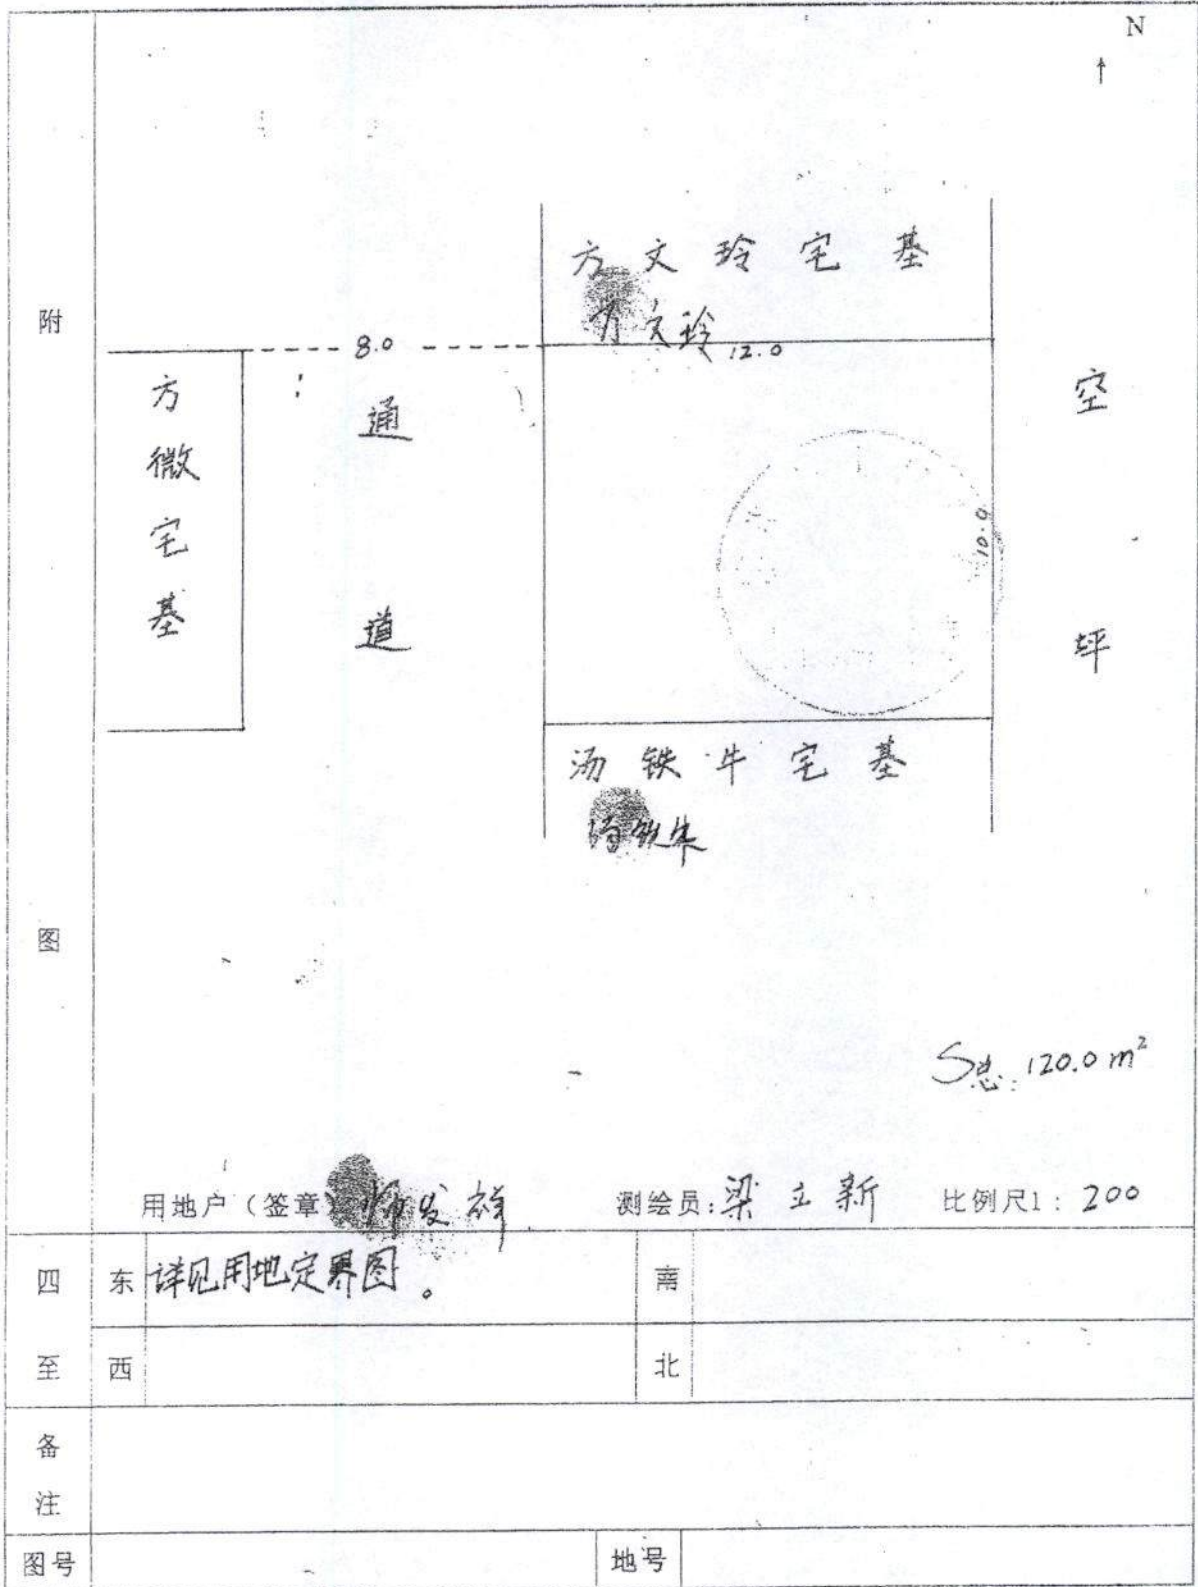 N
↑
附
图
方文玲宅基
方文玲
8.0
12.0
方微宅基
通道
10.0
空坪
汤铁牛宅基
汤铁牛
S总: 120.0 m²
用地户（签章） 发祥
测绘员: 梁立新
比例尺1: 200
四至
东 详见用地定界图。
南
西
北
备注
图号
地号